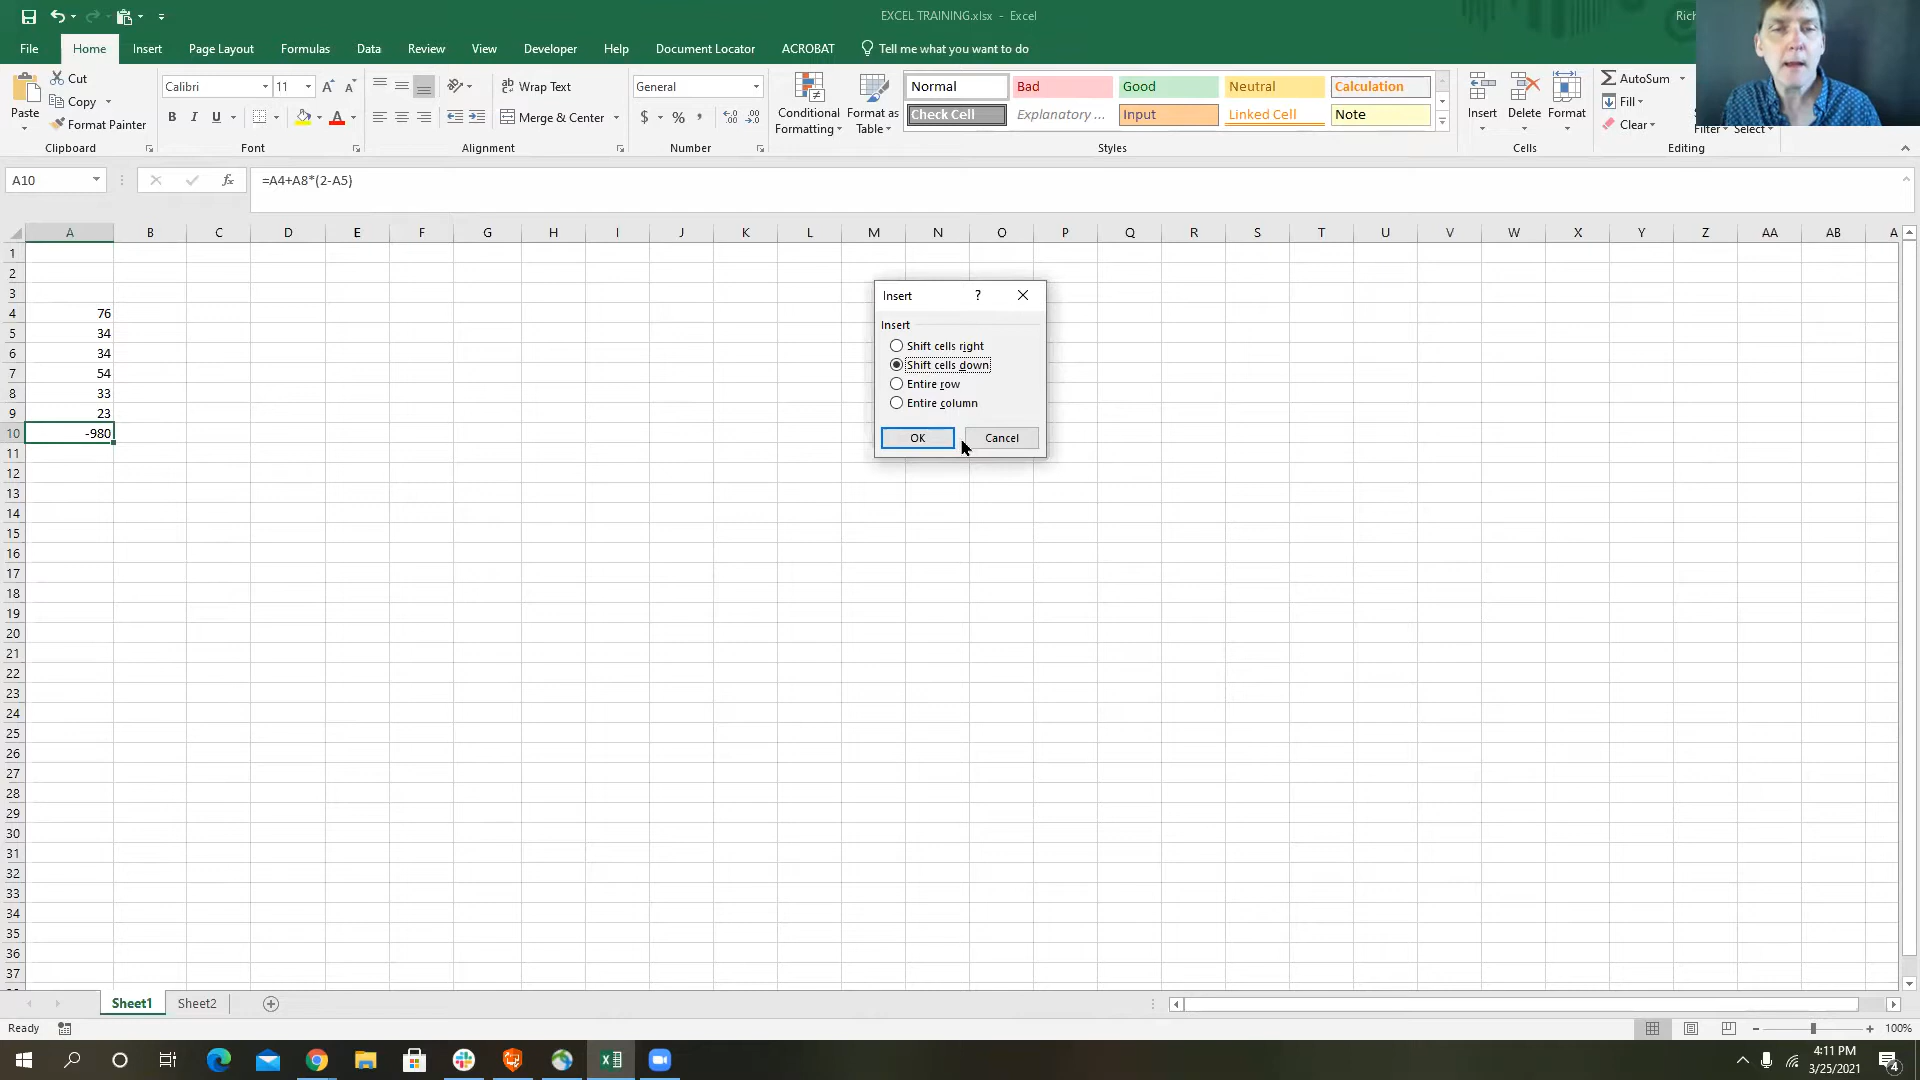 EXCEL TRAINING.xlsx - Excel
File Home Insert Page Layout Formulas Data Review View Developer Help Document Locator ACROBAT Tell me what you want to do
Paste
Cut
Copy
Format Painter
Clipboard
Calibri 11
B I U
Font
Wrap Text
Merge & Center
Alignment
General
$ %
Number
Conditional Formatting
Format as Table
Normal Bad Good Neutral Calculation
Check Cell Explanatory ... Input Linked Cell Note
Styles
Insert Delete Format
Cells
AutoSum
Fill
Clear
Filter Select
Editing
A10 fx =A4+A8*(2-A5)
A B C D E F G H I J K L M N O P Q R S T U V W X Y Z AA AB A
1
2
3
4 76
5 34
6 34
7 54
8 33
9 23
10 -980
11
12
13
14
15
16
17
18
19
20
21
22
23
24
25
26
27
28
29
30
31
32
33
34
35
36
37
Insert ?
Insert
Shift cells right
Shift cells down
Entire row
Entire column
OK Cancel
Sheet1 Sheet2
Ready 100%
4:11 PM
3/25/2021
4